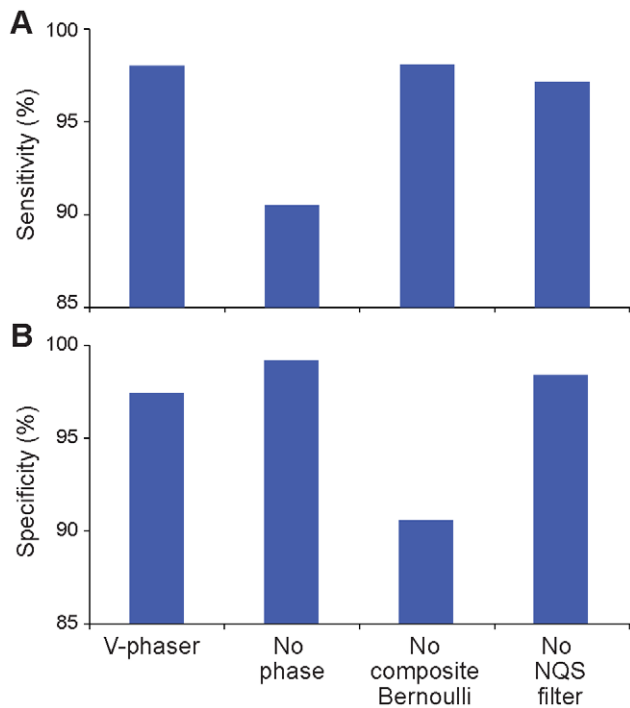 A
Sensitivity (%)
100
95
90
85
B
Specificity (%)
100
95
90
85
V-phaser
No
phase
No
composite
Bernoulli
No
NQS
filter